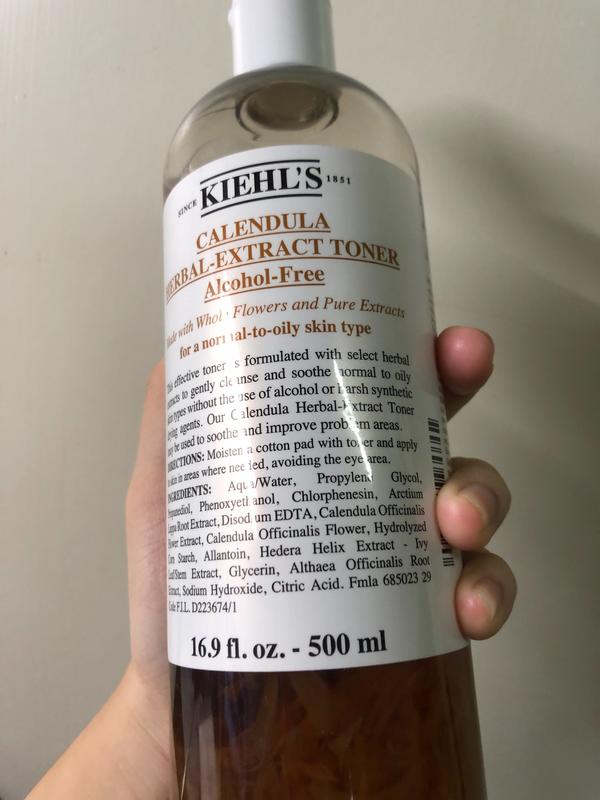 SINCE KIEHL'S 1851
CALENDULA
HERBAL-EXTRACT TONER
Alcohol-Free
Made with Whole Flowers and Pure Extracts
for a normal-to-oily skin type
This effective toner is formulated with select herbal
extracts to gently cleanse and soothe normal to oily
skin types without the use of alcohol or harsh synthetic
drying agents. Our Calendula Herbal-Extract Toner
may be used to soothe and improve problem areas.
DIRECTIONS: Moisten a cotton pad with toner and apply
to skin in areas where needed, avoiding the eye area.
INGREDIENTS: Aqua/Water, Propylene Glycol,
Propanediol, Phenoxyethanol, Chlorphenesin, Arctium
Lappa Root Extract, Disodium EDTA, Calendula Officinalis
Flower Extract, Calendula Officinalis Flower, Hydrolyzed
Corn Starch, Allantoin, Hedera Helix Extract - Ivy
Leaf/Stem Extract, Glycerin, Althaea Officinalis Root
Extract, Sodium Hydroxide, Citric Acid. Fmla 685023 29
Code F.I.L. D223674/1
16.9 fl. oz. - 500 ml